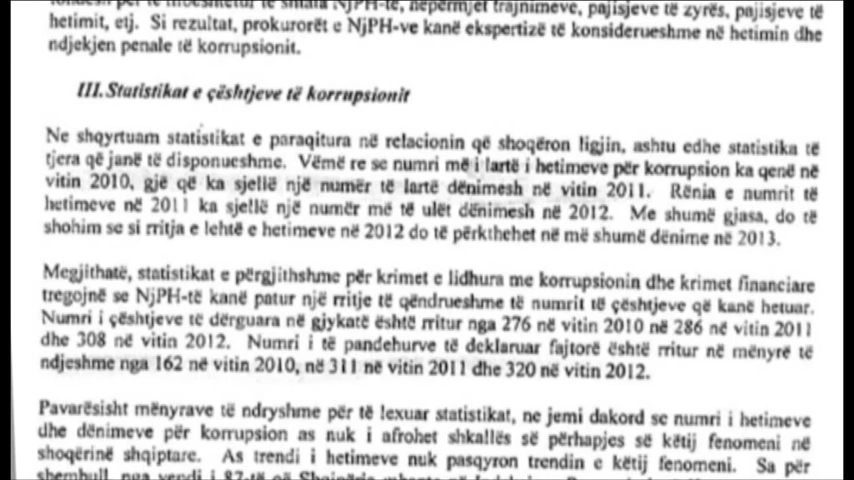 të shtatë NjPH-të, nëpërmjet trajnimeve, pajisjeve të zyrës, pajisjeve të
hetimit, etj. Si rezultat, prokurorët e NjPH-ve kanë ekspertizë të konsiderueshme në hetimin dhe
ndjekjen penale të korrupsionit.
III. Statistikat e çështjeve të korrupsionit
Ne shqyrtuam statistikat e paraqitura në relacionin që shoqëron ligjin, ashtu edhe statistika të
tjera që janë të disponueshme. Vëmë re se numri më i lartë i hetimeve për korrupsion ka qenë në
vitin 2010, gjë që ka sjellë një numër të lartë dënimesh në vitin 2011. Rënia e numrit të
hetimeve në 2011 ka sjellë një numër më të ulët dënimesh në 2012. Me shumë gjasa, do të
shohim se si rritja e lehtë e hetimeve në 2012 do të përkthehet në më shumë dënime në 2013.
Megjithatë, statistikat e përgjithshme për krimet e lidhura me korrupsionin dhe krimet financiare
tregojnë se NjPH-të kanë patur një rritje të qëndrueshme të numrit të çështjeve që kanë hetuar.
Numri i çështjeve të dërguara në gjykatë është rritur nga 276 në vitin 2010 në 286 në vitin 2011
dhe 308 në vitin 2012. Numri i të pandehurve të deklaruar fajtorë është rritur në mënyrë të
ndjeshme nga 162 në vitin 2010, në 311 në vitin 2011 dhe 320 në vitin 2012.
Pavarësisht mënyrave të ndryshme për të lexuar statistikat, ne jemi dakord se numri i hetimeve
dhe dënimeve për korrupsion as nuk i afrohet shkallës së përhapjes së këtij fenomeni në
shoqërinë shqiptare. As trendi i hetimeve nuk pasqyron trendin e këtij fenomeni. Sa për
shembull, nga vendi i 87-të që Shqipëria